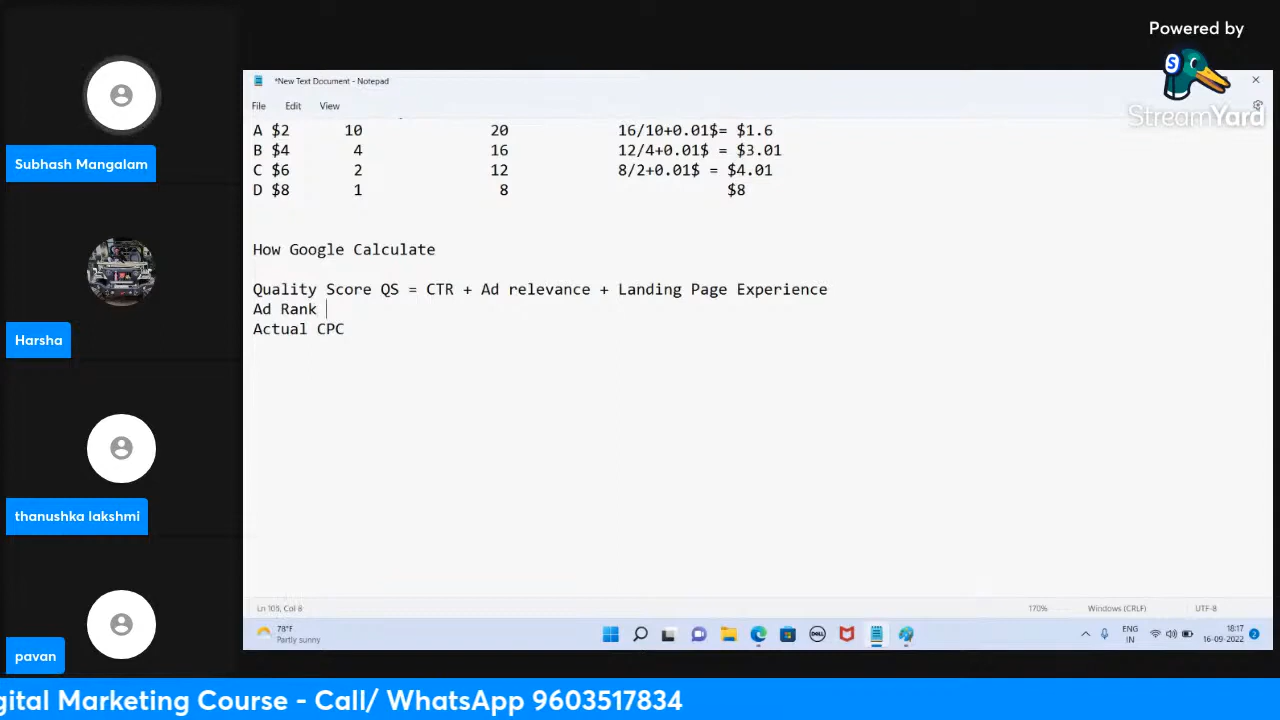 Powered by
StreamYard
Subhash Mangalam
Harsha
thanushka lakshmi
pavan
*New Text Document - Notepad
File Edit View
A $2 10 20 16/10+0.01$= $1.6
B $4 4 16 12/4+0.01$ = $3.01
C $6 2 12 8/2+0.01$ = $4.01
D $8 1 8 $8
How Google Calculate
Quality Score QS = CTR + Ad relevance + Landing Page Experience
Ad Rank
Actual CPC
Ln 105, Col 8 170% Windows (CRLF) UTF-8
78°F
Partly sunny
DELL
ENG
IN
18:17
16-09-2022
2
gital Marketing Course - Call/ WhatsApp 9603517834